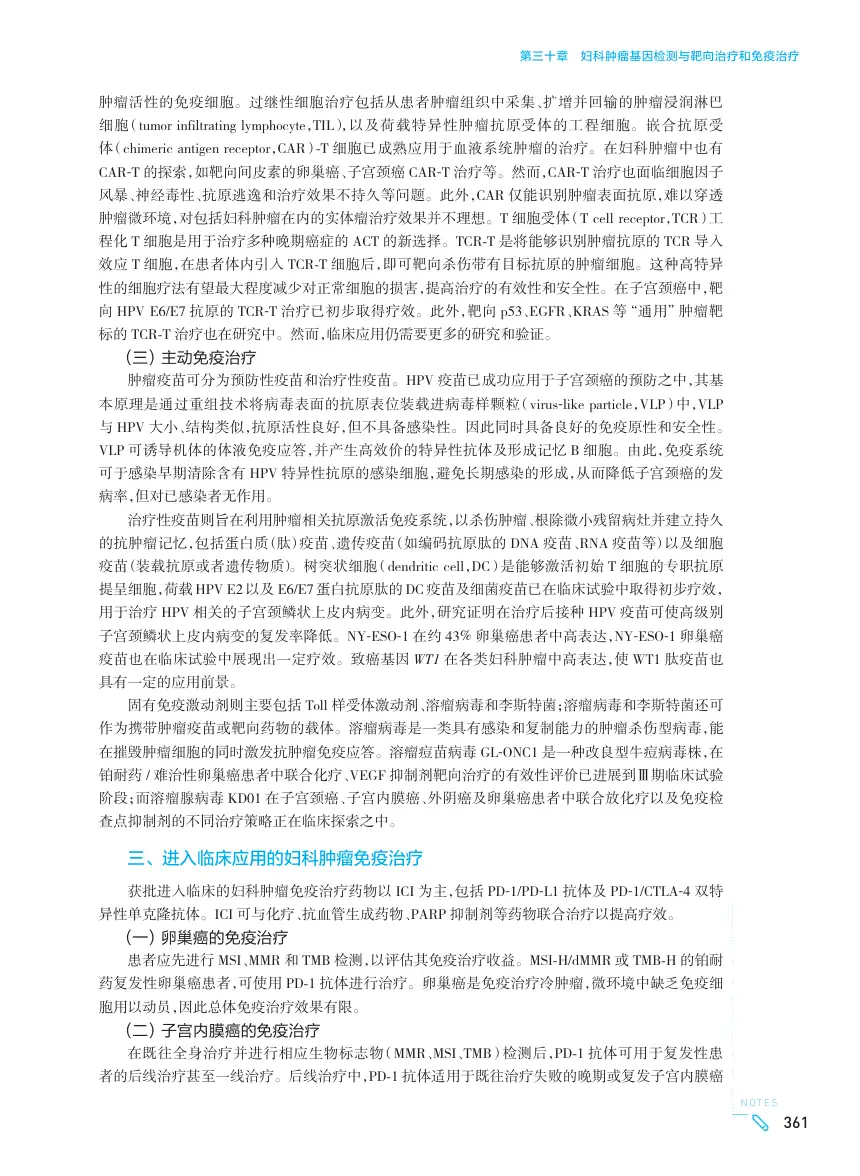 第三十章 妇科肿瘤基因检测与靶向治疗和免疫治疗
肿瘤活性的免疫细胞。过继性细胞治疗包括从患者肿瘤组织中采集、扩增并回输的肿瘤浸润淋巴
细胞（tumor infiltrating lymphocyte,TIL），以及荷载特异性肿瘤抗原受体的工程细胞。嵌合抗原受
体（chimeric antigen receptor,CAR）-T 细胞已成熟应用于血液系统肿瘤的治疗。在妇科肿瘤中也有
CAR-T 的探索，如靶向间皮素的卵巢癌、子宫颈癌 CAR-T 治疗等。然而，CAR-T 治疗也面临细胞因子
风暴、神经毒性、抗原逃逸和治疗效果不持久等问题。此外，CAR 仅能识别肿瘤表面抗原，难以穿透
肿瘤微环境，对包括妇科肿瘤在内的实体瘤治疗效果并不理想。T 细胞受体（T cell receptor,TCR）工
程化 T 细胞是用于治疗多种晚期癌症的 ACT 的新选择。TCR-T 是将能够识别肿瘤抗原的 TCR 导入
效应 T 细胞，在患者体内引入 TCR-T 细胞后，即可靶向杀伤带有目标抗原的肿瘤细胞。这种高特异
性的细胞疗法有望最大程度减少对正常细胞的损害，提高治疗的有效性和安全性。在子宫颈癌中，靶
向 HPV E6/E7 抗原的 TCR-T 治疗已初步取得疗效。此外，靶向 p53、EGFR、KRAS 等“通用”肿瘤靶
标的 TCR-T 治疗也在研究中。然而，临床应用仍需要更多的研究和验证。
（三）主动免疫治疗
肿瘤疫苗可分为预防性疫苗和治疗性疫苗。HPV 疫苗已成功应用于子宫颈癌的预防之中，其基
本原理是通过重组技术将病毒表面的抗原表位装载进病毒样颗粒（virus-like particle,VLP）中，VLP
与 HPV 大小、结构类似，抗原活性良好，但不具备感染性。因此同时具备良好的免疫原性和安全性。
VLP 可诱导机体的体液免疫应答，并产生高效价的特异性抗体及形成记忆 B 细胞。由此，免疫系统
可于感染早期清除含有 HPV 特异性抗原的感染细胞，避免长期感染的形成，从而降低子宫颈癌的发
病率，但对已感染者无作用。
治疗性疫苗则旨在利用肿瘤相关抗原激活免疫系统，以杀伤肿瘤、根除微小残留病灶并建立持久
的抗肿瘤记忆，包括蛋白质（肽）疫苗、遗传疫苗（如编码抗原肽的 DNA 疫苗、RNA 疫苗等）以及细胞
疫苗（装载抗原或者遗传物质）。树突状细胞（dendritic cell,DC）是能够激活初始 T 细胞的专职抗原
提呈细胞，荷载 HPV E2 以及 E6/E7 蛋白抗原肽的 DC 疫苗及细菌疫苗已在临床试验中取得初步疗效，
用于治疗 HPV 相关的子宫颈鳞状上皮内病变。此外，研究证明在治疗后接种 HPV 疫苗可使高级别
子宫颈鳞状上皮内病变的复发率降低。NY-ESO-1 在约 43% 卵巢癌患者中高表达，NY-ESO-1 卵巢癌
疫苗也在临床试验中展现出一定疗效。致癌基因 WT1 在各类妇科肿瘤中高表达，使 WT1 肽疫苗也
具有一定的应用前景。
固有免疫激动剂则主要包括 Toll 样受体激动剂、溶瘤病毒和李斯特菌；溶瘤病毒和李斯特菌还可
作为携带肿瘤疫苗或靶向药物的载体。溶瘤病毒是一类具有感染和复制能力的肿瘤杀伤型病毒，能
在摧毁肿瘤细胞的同时激发抗肿瘤免疫应答。溶瘤痘苗病毒 GL-ONC1 是一种改良型牛痘病毒株，在
铂耐药 / 难治性卵巢癌患者中联合化疗、VEGF 抑制剂靶向治疗的有效性评价已进展到Ⅲ期临床试验
阶段；而溶瘤腺病毒 KD01 在子宫颈癌、子宫内膜癌、外阴癌及卵巢癌患者中联合放化疗以及免疫检
查点抑制剂的不同治疗策略正在临床探索之中。
三、进入临床应用的妇科肿瘤免疫治疗
获批进入临床的妇科肿瘤免疫治疗药物以 ICI 为主，包括 PD-1/PD-L1 抗体及 PD-1/CTLA-4 双特
异性单克隆抗体。ICI 可与化疗、抗血管生成药物、PARP 抑制剂等药物联合治疗以提高疗效。
（一）卵巢癌的免疫治疗
患者应先进行 MSI、MMR 和 TMB 检测，以评估其免疫治疗收益。MSI-H/dMMR 或 TMB-H 的铂耐
药复发性卵巢癌患者，可使用 PD-1 抗体进行治疗。卵巢癌是免疫治疗冷肿瘤，微环境中缺乏免疫细
胞用以动员，因此总体免疫治疗效果有限。
（二）子宫内膜癌的免疫治疗
在既往全身治疗并进行相应生物标志物（MMR、MSI、TMB）检测后，PD-1 抗体可用于复发性患
者的后线治疗甚至一线治疗。后线治疗中，PD-1 抗体适用于既往治疗失败的晚期或复发子宫内膜癌
NOTES
361